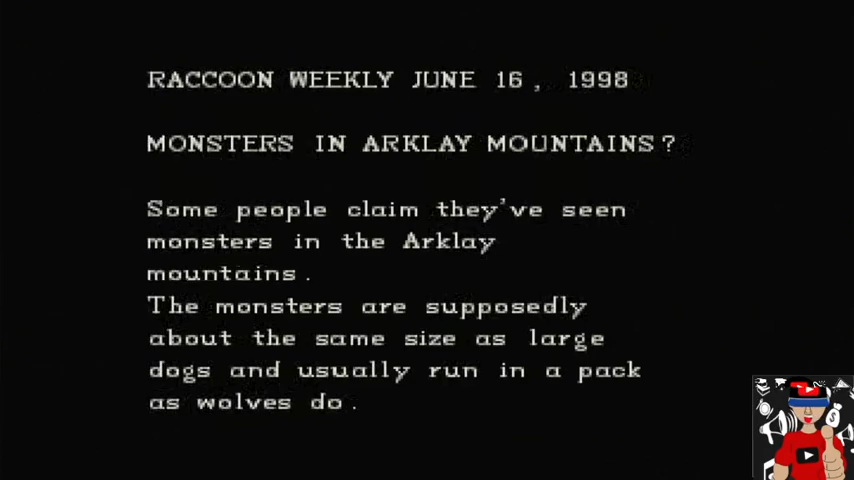 RACCOON WEEKLY JUNE 16, 1998
MONSTERS IN ARKLAY MOUNTAINS?
Some people claim they've seen
monsters in the Arklay
mountains.
The monsters are supposedly
about the same size as large
dogs and usually run in a pack
as wolves do.
$